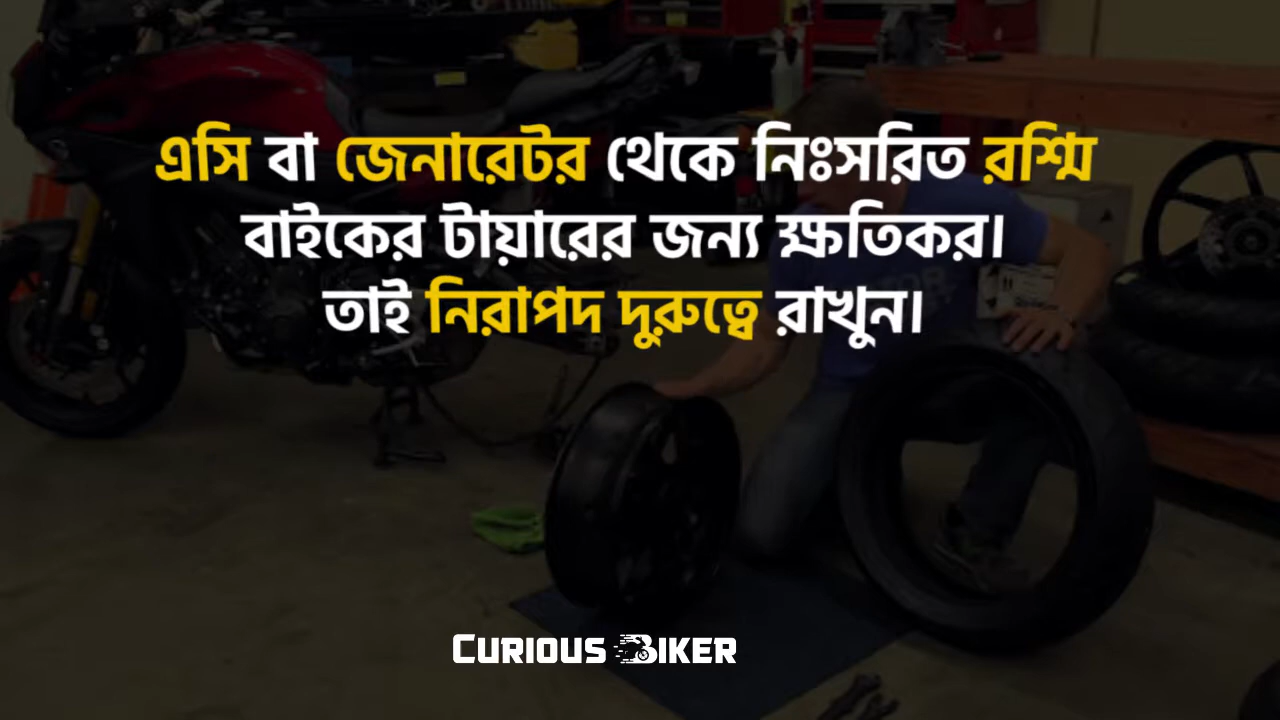 এসি বা জেনারেটর থেকে নিঃসরিত রশ্মি
বাইকের টায়ারের জন্য ক্ষতিকর।
তাই নিরাপদ দুরুত্বে রাখুন।
CURIOUS BIKER